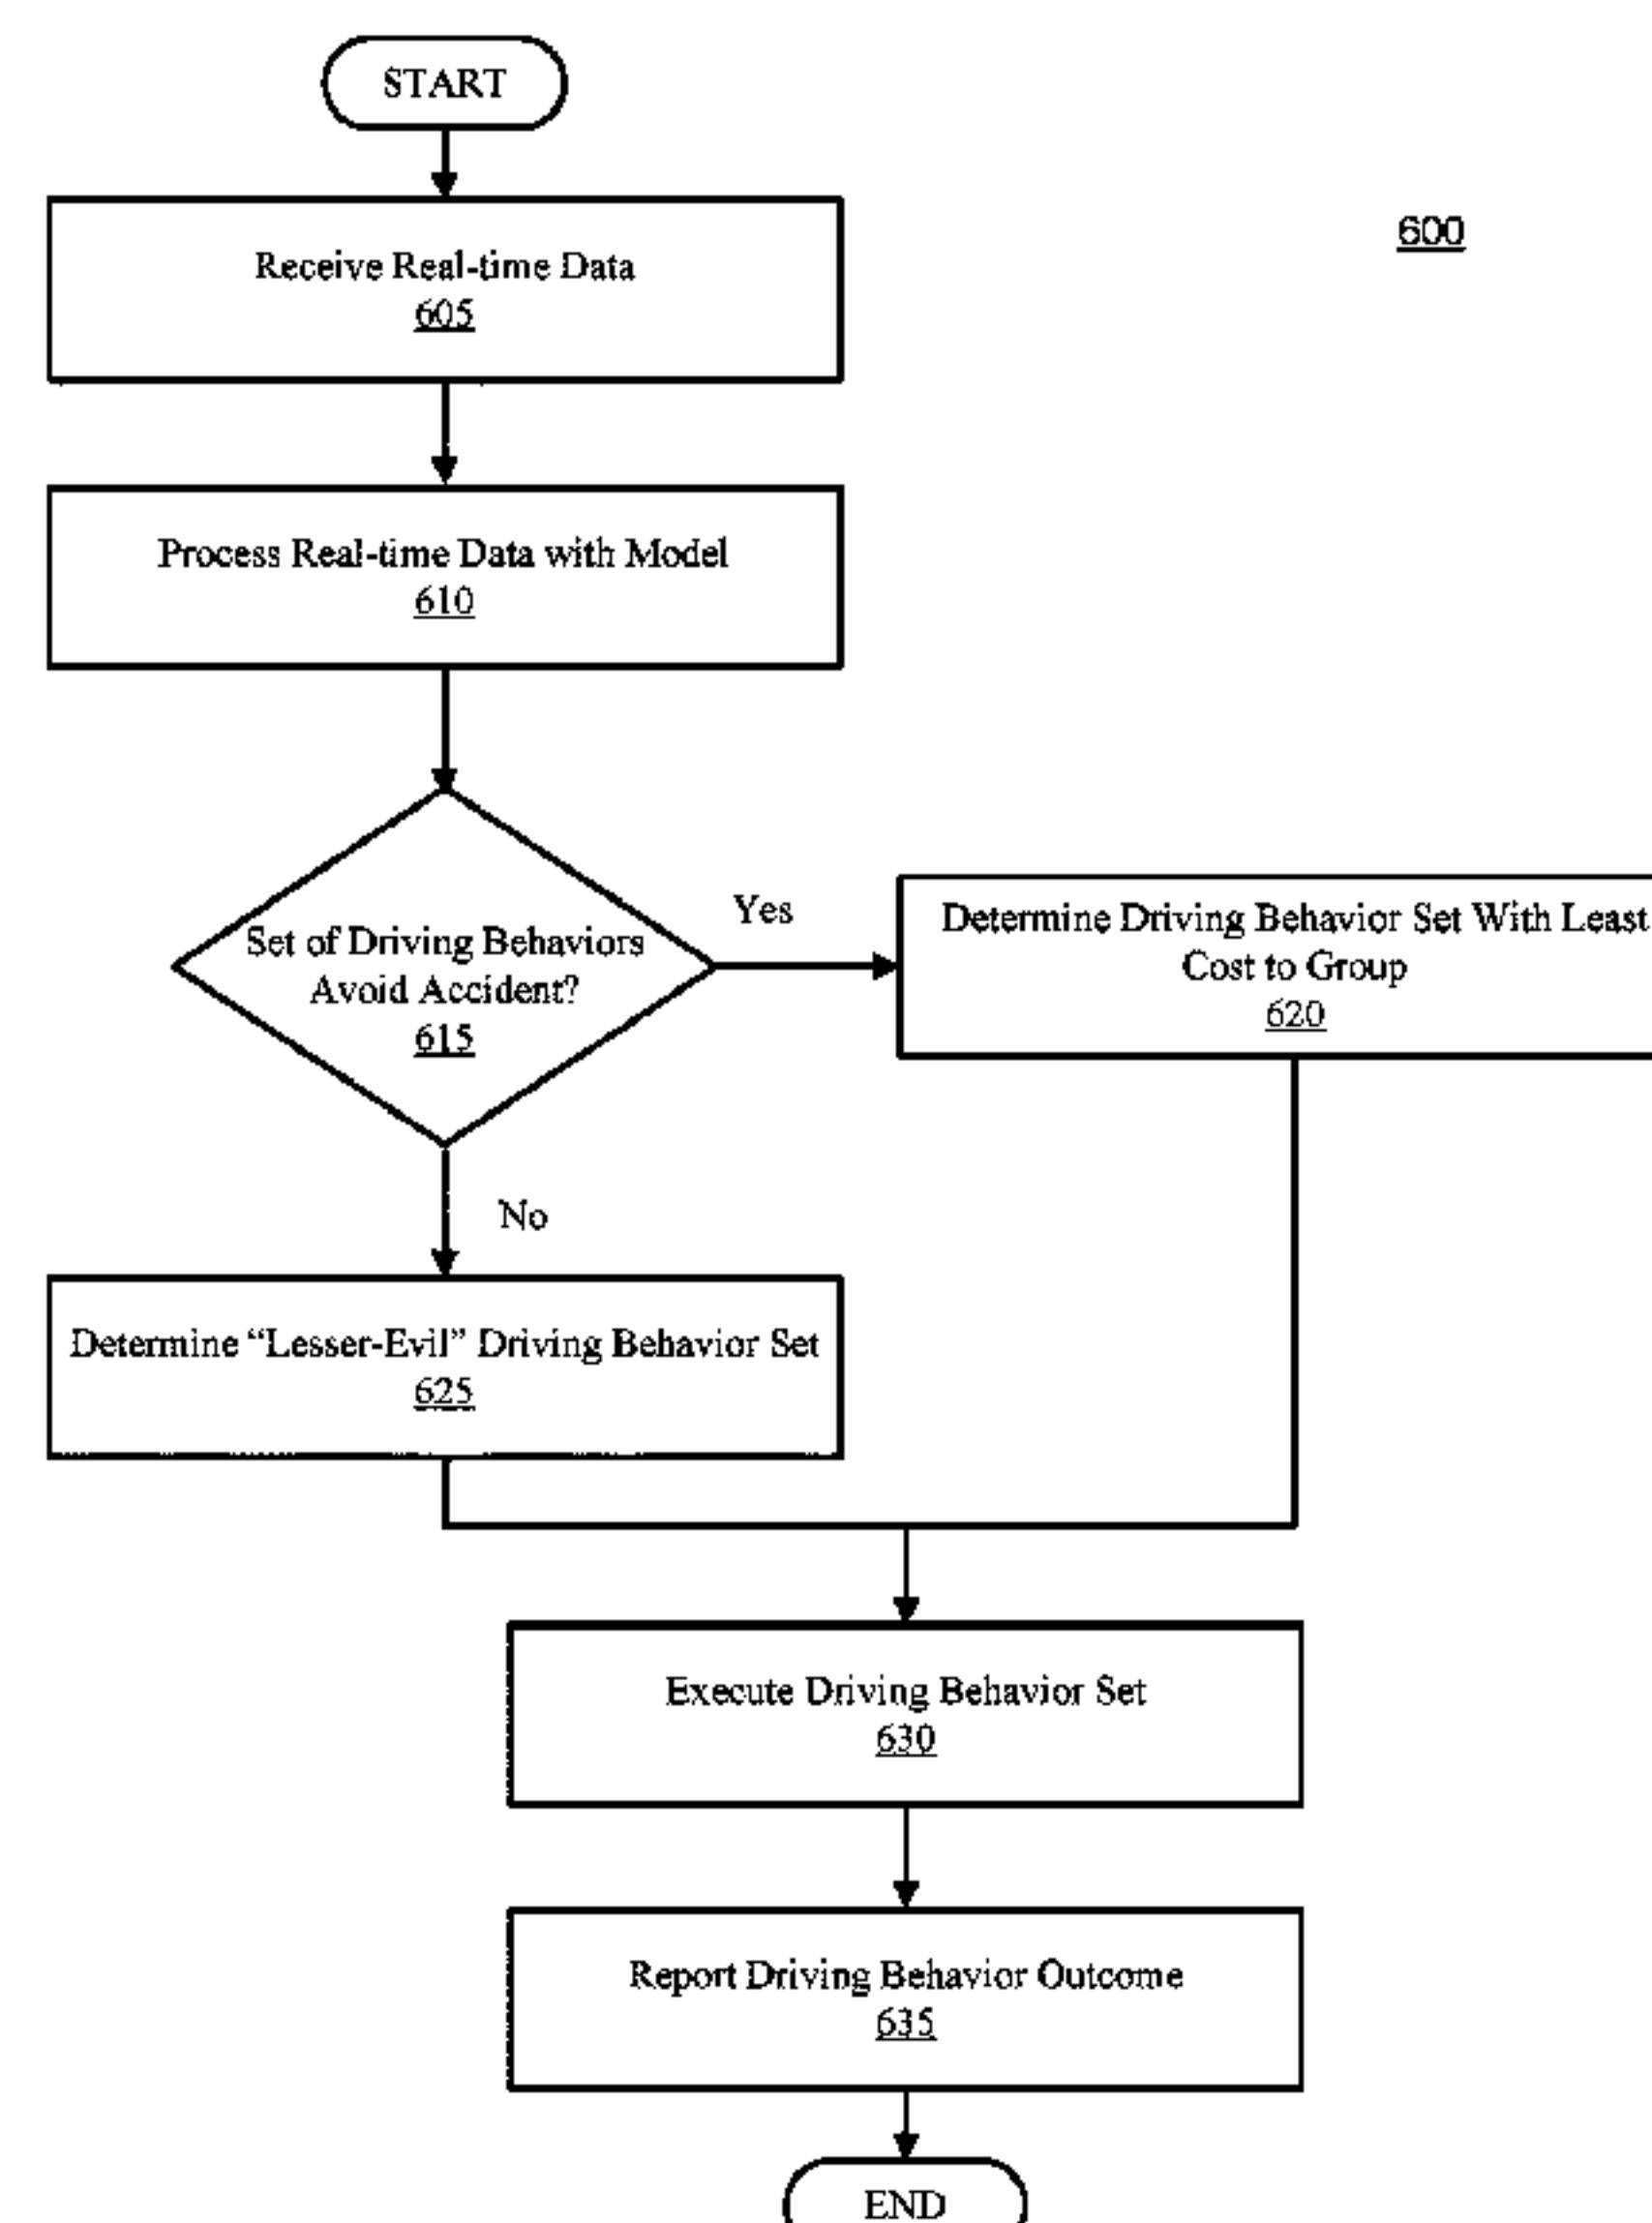 START
600
Receive Real-time Data
605
Process Real-time Data with Model
610
Set of Driving Behaviors
Avoid Accident?
615
Yes
Determine Driving Behavior Set With Least
Cost to Group
620
No
Determine “Lesser-Evil” Driving Behavior Set
625
Execute Driving Behavior Set
630
Report Driving Behavior Outcome
635
END